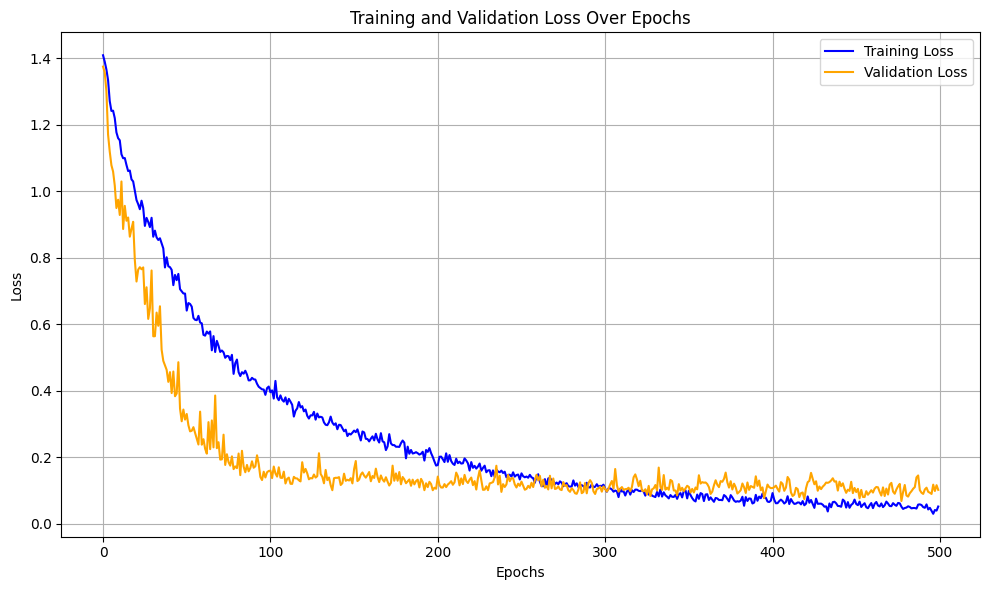 Training and Validation Loss Over Epochs
Training Loss
Validation Loss
Loss
1.4
1.2
1.0
0.8
0.6
0.4
0.2
0.0
0 100 200 300 400 500
Epochs